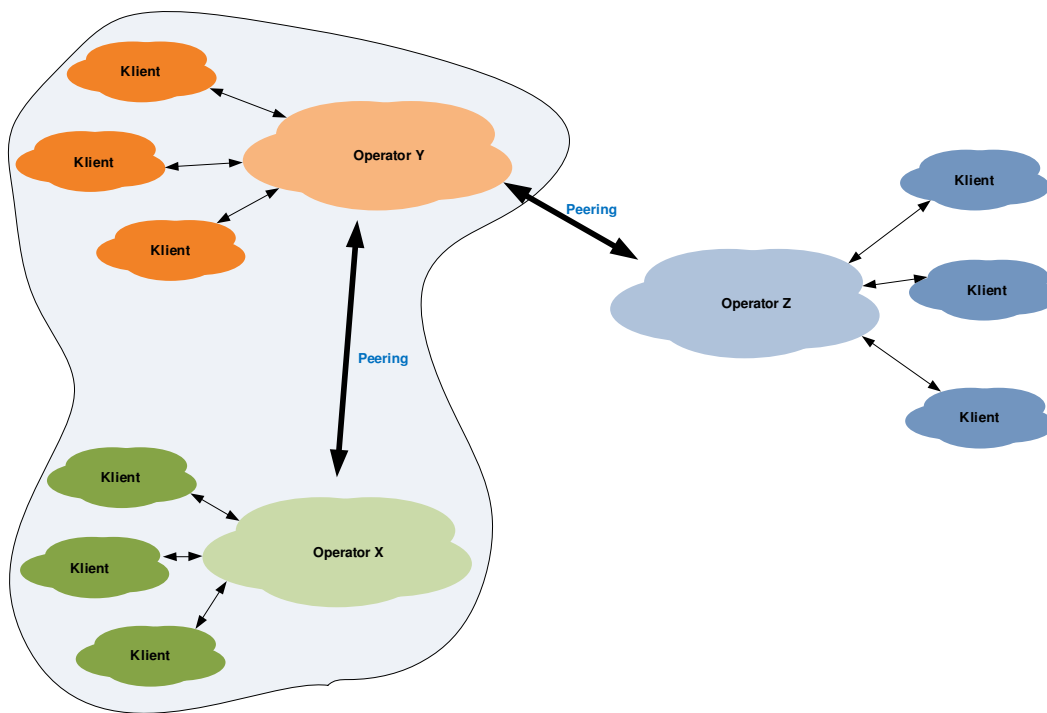 Klient
Klient
Klient
Operator Y
Peering
Klient
Klient
Klient
Operator Z
Peering
Klient
Klient
Klient
Operator X